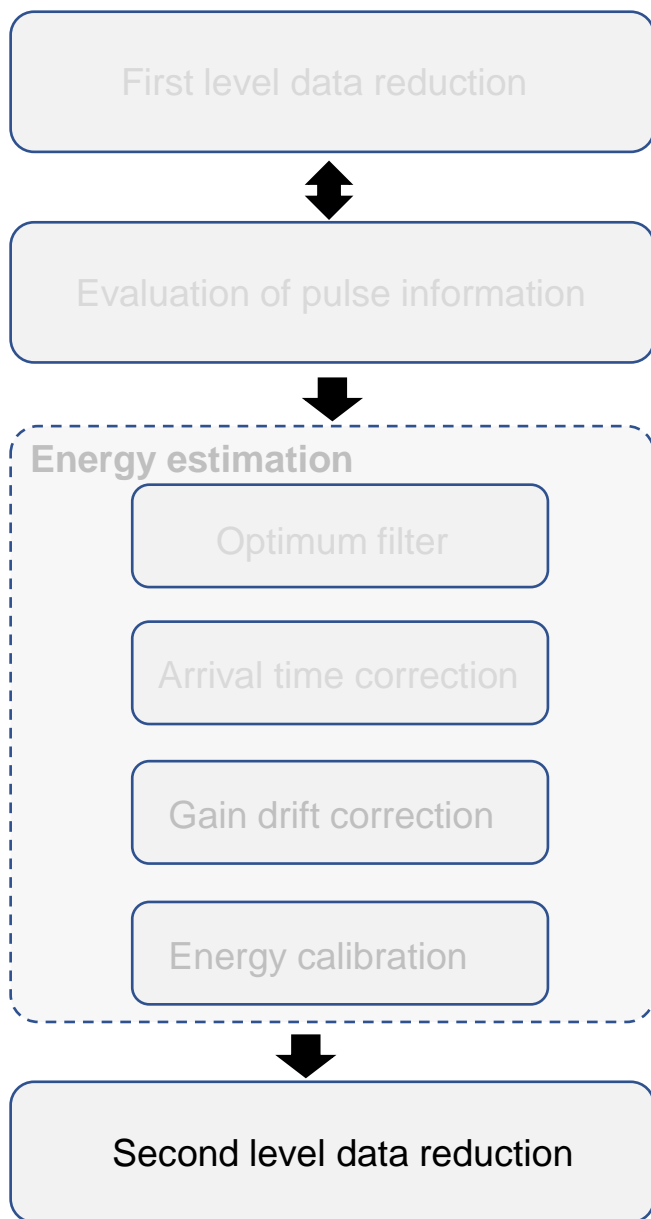 First level data reduction
Evaluation of pulse information
Energy estimation
Optimum filter
Arrival time correction
Gain drift correction
Energy calibration
Second level data reduction